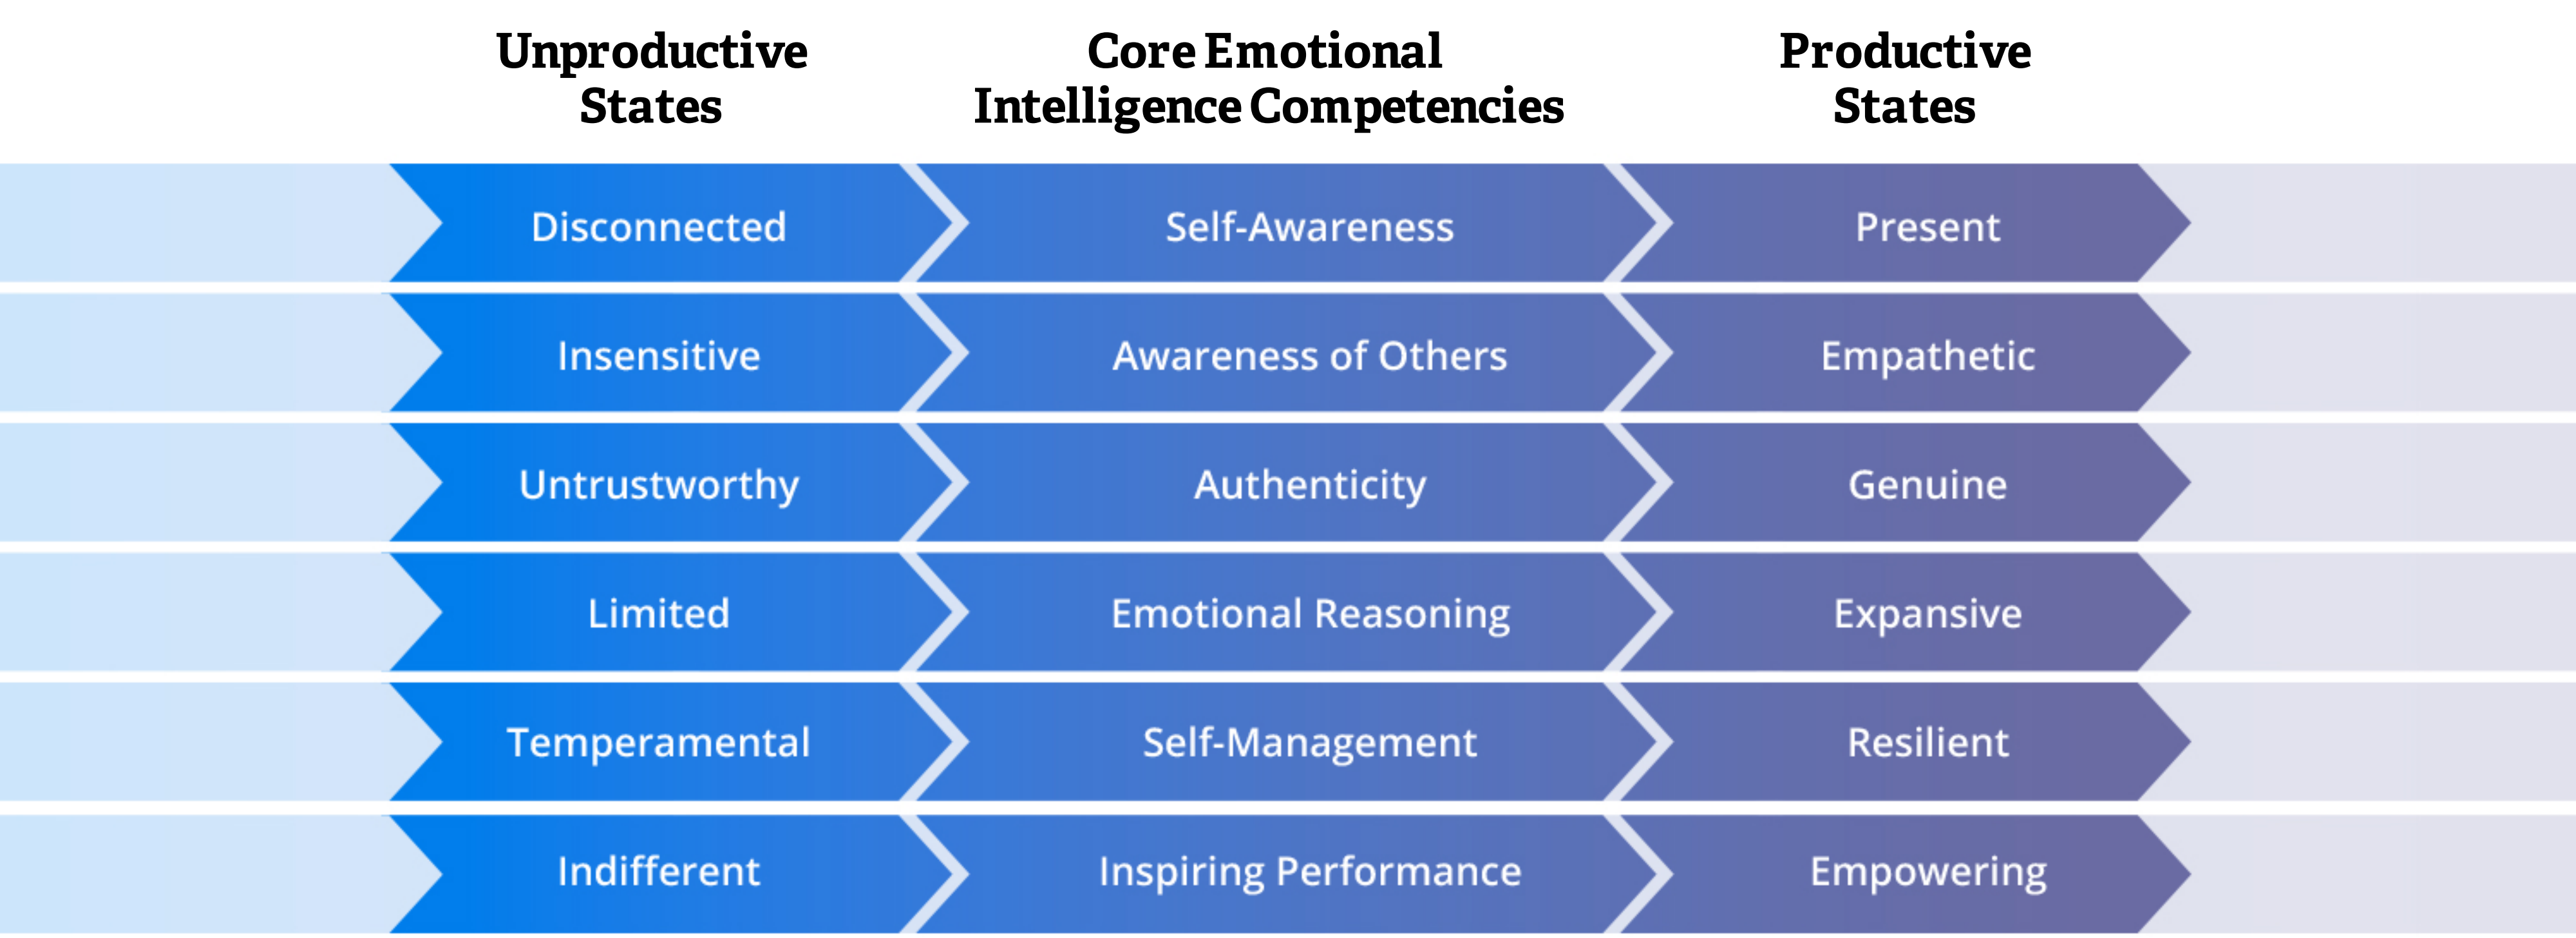 Unproductive
States
Core Emotional
Intelligence Competencies
Productive
States
Disconnected
Self-Awareness
Present
Insensitive
Awareness of Others
Empathetic
Untrustworthy
Authenticity
Genuine
Limited
Emotional Reasoning
Expansive
Temperamental
Self-Management
Resilient
Indifferent
Inspiring Performance
Empowering